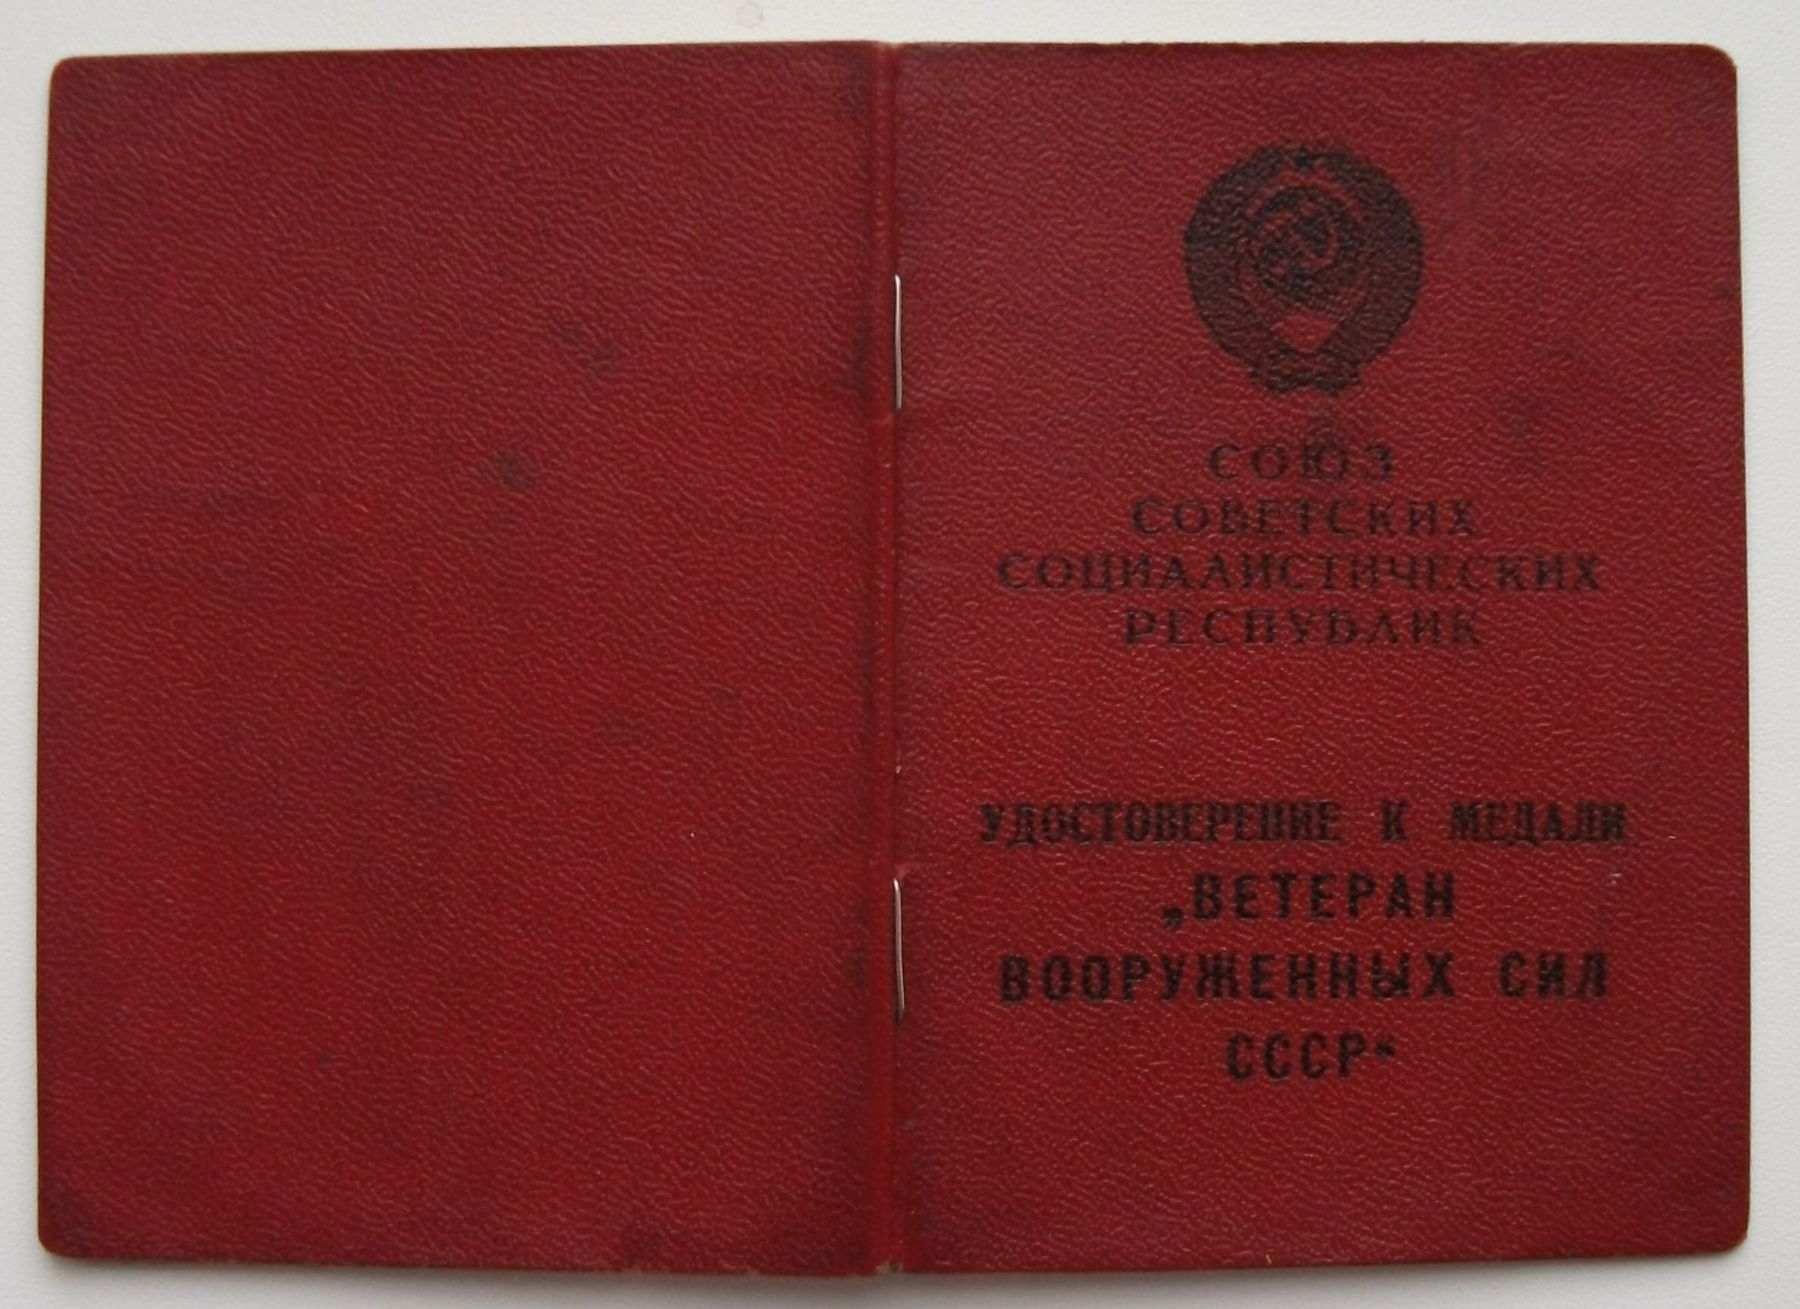 СОЮЗ
СОВЕТСКИХ
СОЦИАЛИСТИЧЕСКИХ
РЕСПУБЛИК
УДОСТОВЕРЕНИЕ К МЕДАЛИ
„ВЕТЕРАН
ВООРУЖЕННЫХ СИЛ
СССР“